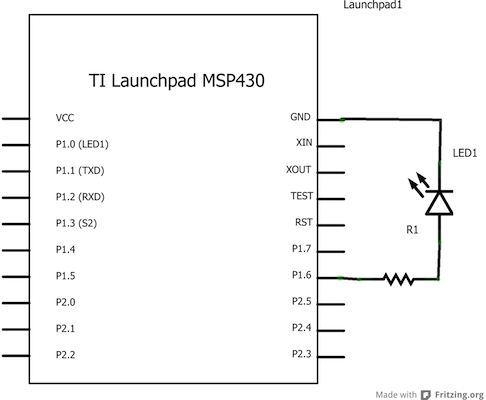 Launchpad1
TI Launchpad MSP430
VCC GND
P1.0 (LED1) XIN
LED1
P1.1 (TXD) XOUT
P1.2 (RXD) TEST
P1.3 (S2) RST
R1
P1.4 P1.7
P1.5 P1.6
P2.0 P2.5
P2.1 P2.4
P2.2 P2.3
Made with Fritzing.org